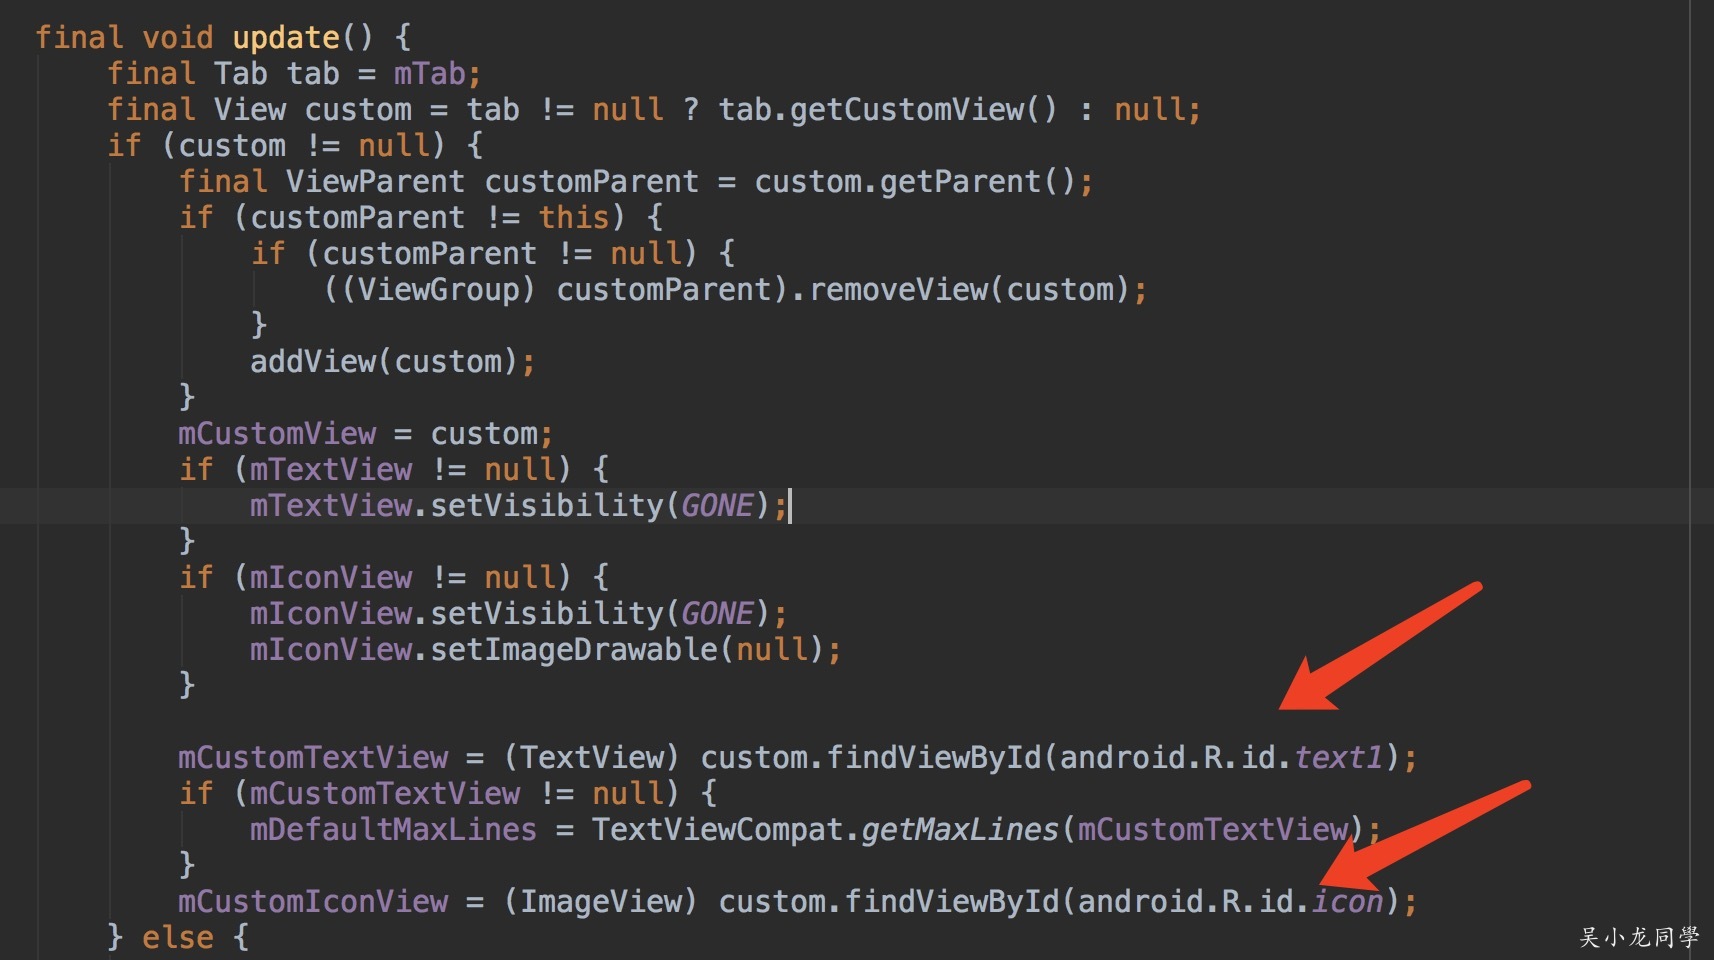 final void update() {
final Tab tab = mTab;
final View custom = tab != null ? tab.getCustomView() : null;
if (custom != null) {
final ViewParent customParent = custom.getParent();
if (customParent != this) {
if (customParent != null) {
((ViewGroup) customParent).removeView(custom);
}
addView(custom);
}
mCustomView = custom;
if (mTextView != null) {
mTextView.setVisibility(GONE);
}
if (mIconView != null) {
mIconView.setVisibility(GONE);
mIconView.setImageDrawable(null);
}
mCustomTextView = (TextView) custom.findViewById(android.R.id.text1);
if (mCustomTextView != null) {
mDefaultMaxLines = TextViewCompat.getMaxLines(mCustomTextView);
}
mCustomIconView = (ImageView) custom.findViewById(android.R.id.icon);
} else {
吴小龙同學